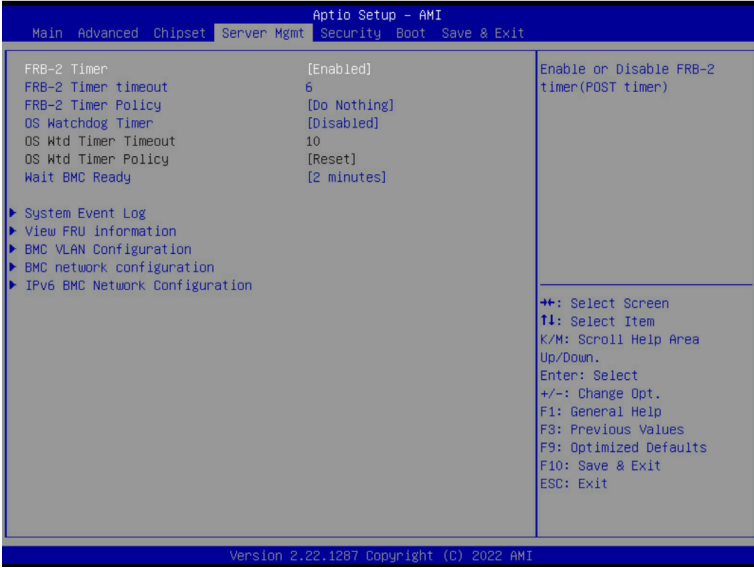 Aptio Setup - AMI
Main Advanced Chipset Server Mgmt Security Boot Save & Exit
FRB-2 Timer [Enabled]
FRB-2 Timer timeout 6
FRB-2 Timer Policy [Do Nothing]
OS Watchdog Timer [Disabled]
OS Wtd Timer Timeout 10
OS Wtd Timer Policy [Reset]
Wait BMC Ready [2 minutes]
System Event Log
View FRU information
BMC VLAN Configuration
BMC network configuration
IPv6 BMC Network Configuration
Enable or Disable FRB-2
timer(POST timer)
→←: Select Screen
↑↓: Select Item
K/M: Scroll Help Area
Up/Down.
Enter: Select
+/-: Change Opt.
F1: General Help
F3: Previous Values
F9: Optimized Defaults
F10: Save & Exit
ESC: Exit
Version 2.22.1287 Copyright (C) 2022 AMI